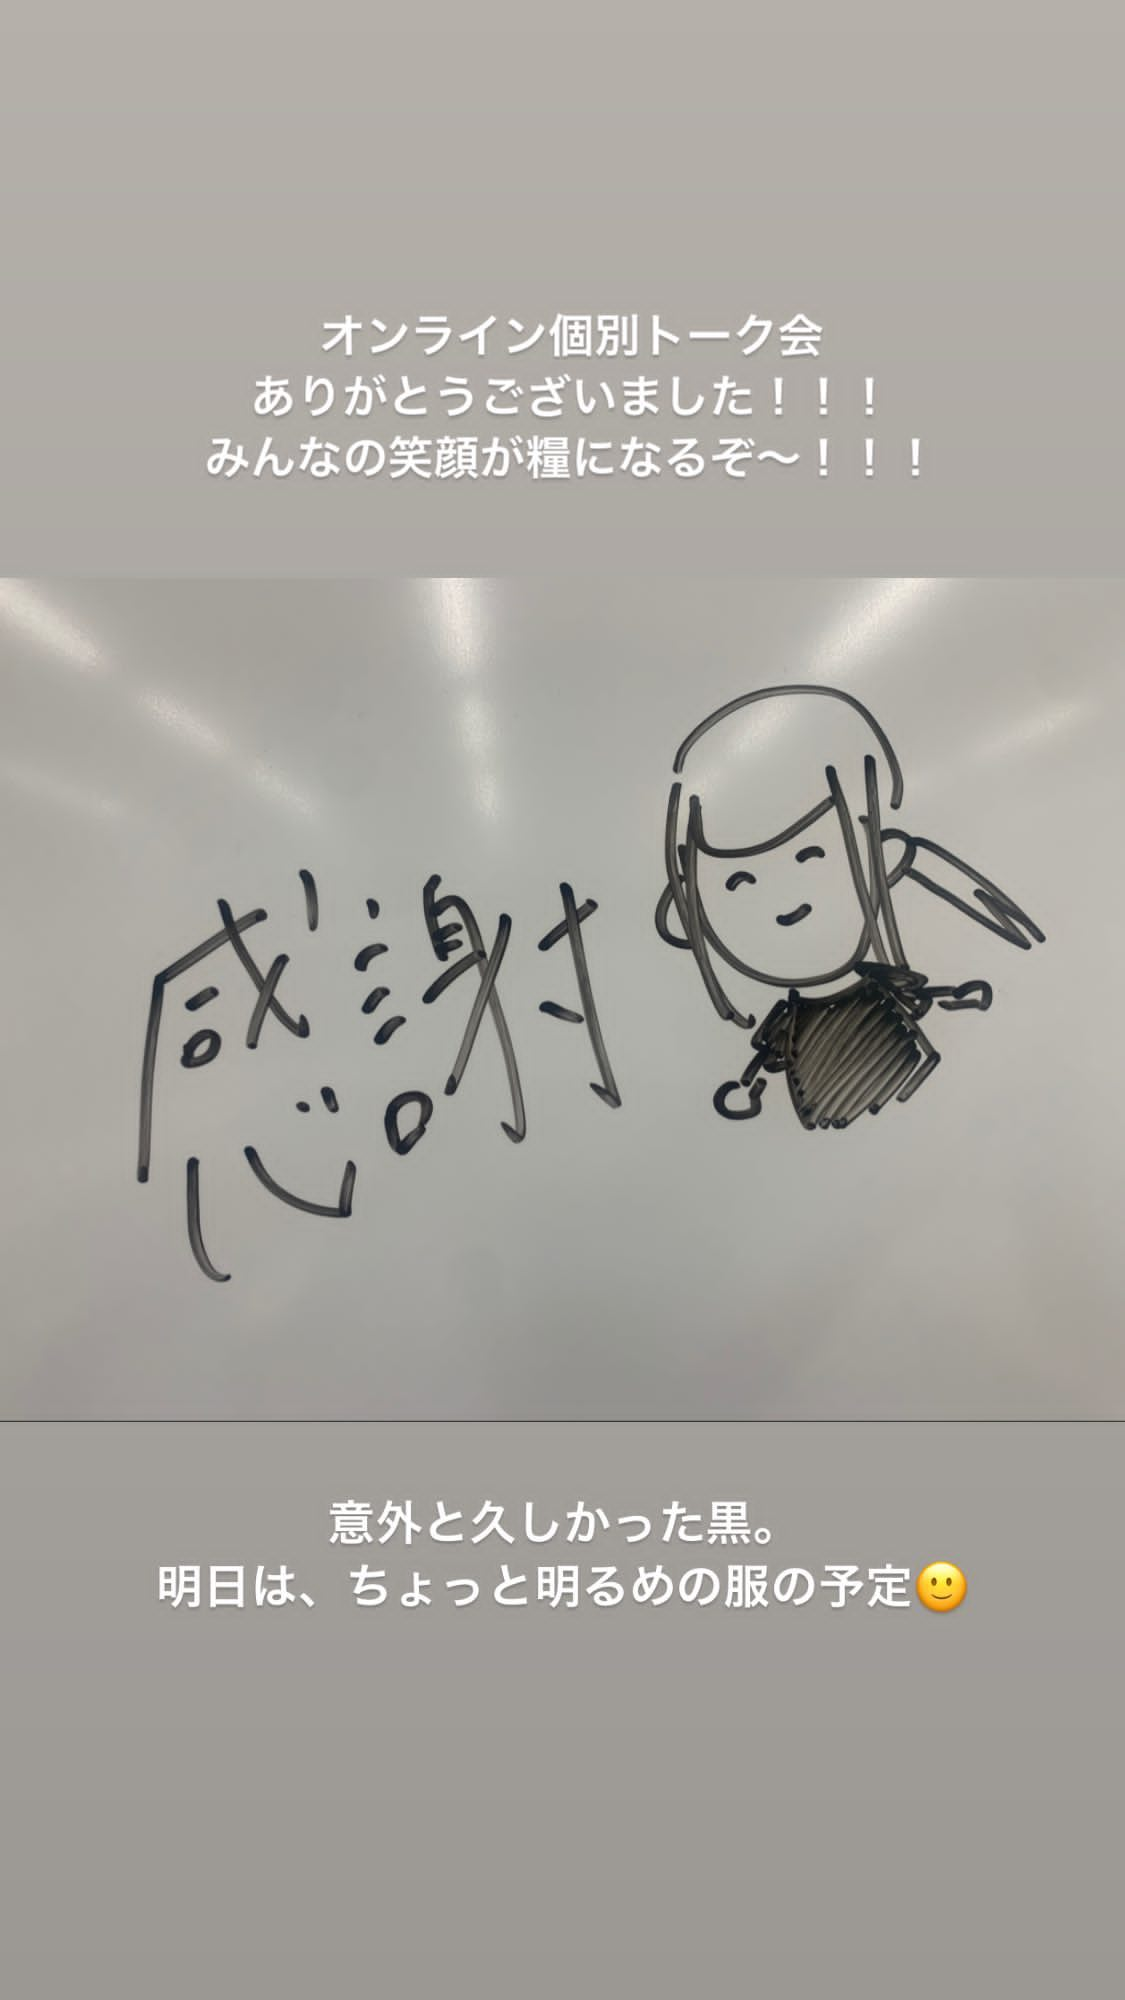 オンライン個別トーク会
ありがとうございました！！！
みんなの笑顔が糧になるぞ〜！！！
感謝
意外と久しかった黒。
明日は、ちょっと明るめの服の予定🙂